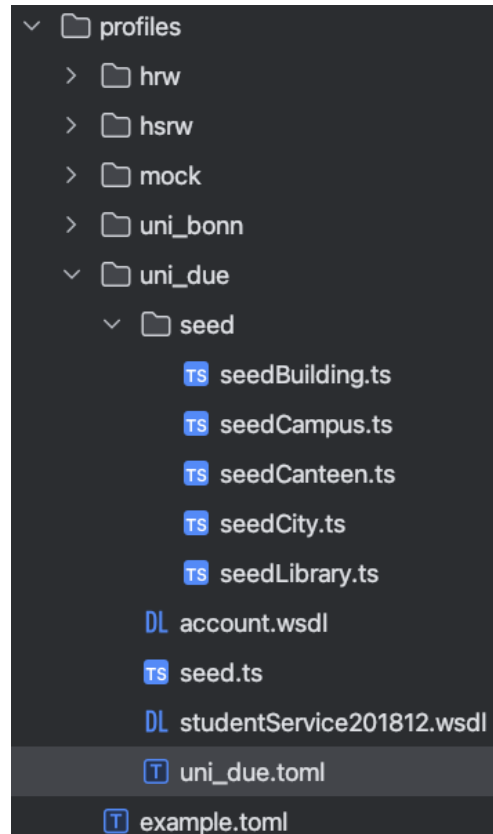 profiles
hrw
hsrw
mock
uni_bonn
uni_due
seed
TS seedBuilding.ts
TS seedCampus.ts
TS seedCanteen.ts
TS seedCity.ts
TS seedLibrary.ts
DL account.wsdl
TS seed.ts
DL studentService201812.wsdl
T uni_due.toml
T example.toml